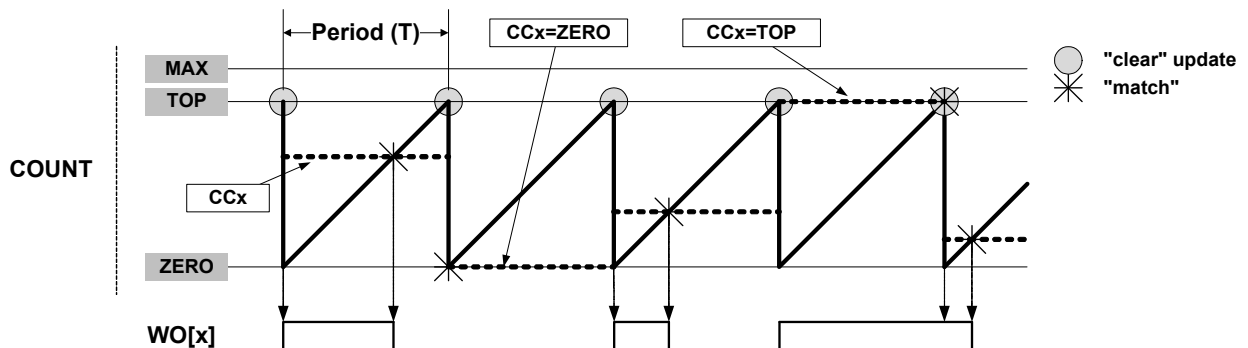 Period (T)
CCx=ZERO
CCx=TOP
"clear" update
"match"
MAX
TOP
COUNT
CCx
ZERO
WO[x]